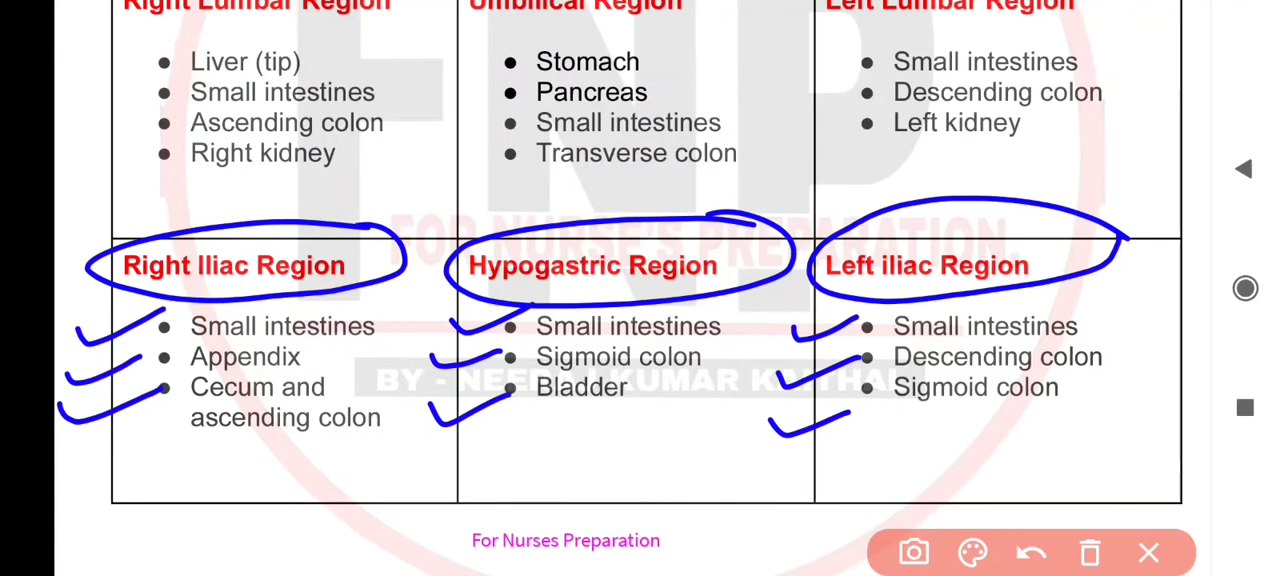 Right Lumbar Region
Umbilical Region
Left Lumbar Region
Liver (tip)
Small intestines
Ascending colon
Right kidney
Stomach
Pancreas
Small intestines
Transverse colon
Small intestines
Descending colon
Left kidney
FNP
FOR NURSE'S PREPARATION
Right Iliac Region
Hypogastric Region
Left iliac Region
Small intestines
Appendix
Cecum and
ascending colon
Small intestines
Sigmoid colon
Bladder
Small intestines
Descending colon
Sigmoid colon
BY - KUMAR
For Nurses Preparation